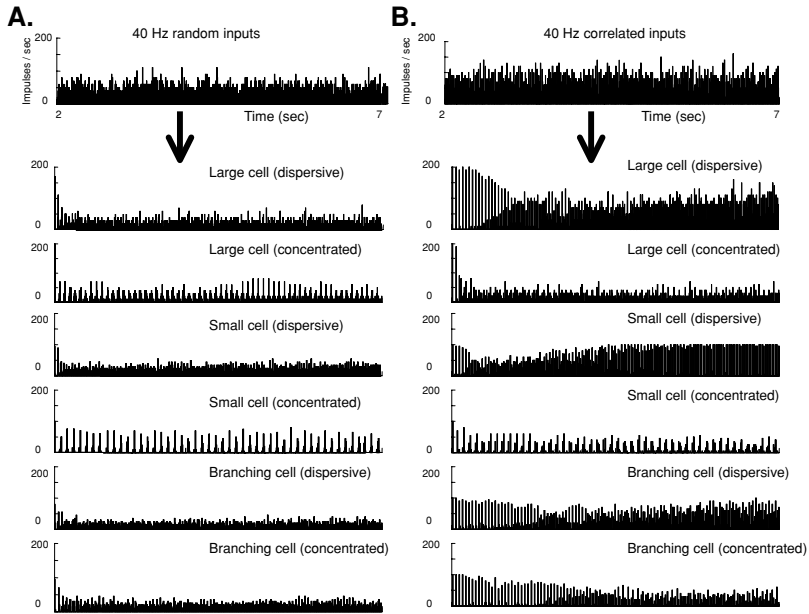 A.
40 Hz random inputs
Impulses / sec
200
0
2
Time (sec)
7
200
Large cell (dispersive)
0
200
Large cell (concentrated)
0
200
Small cell (dispersive)
0
200
Small cell (concentrated)
0
200
Branching cell (dispersive)
0
200
Branching cell (concentrated)
0
B.
40 Hz correlated inputs
Impulses / sec
200
0
2
Time (sec)
7
200
Large cell (dispersive)
0
200
Large cell (concentrated)
0
200
Small cell (dispersive)
0
200
Small cell (concentrated)
0
200
Branching cell (dispersive)
0
200
Branching cell (concentrated)
0